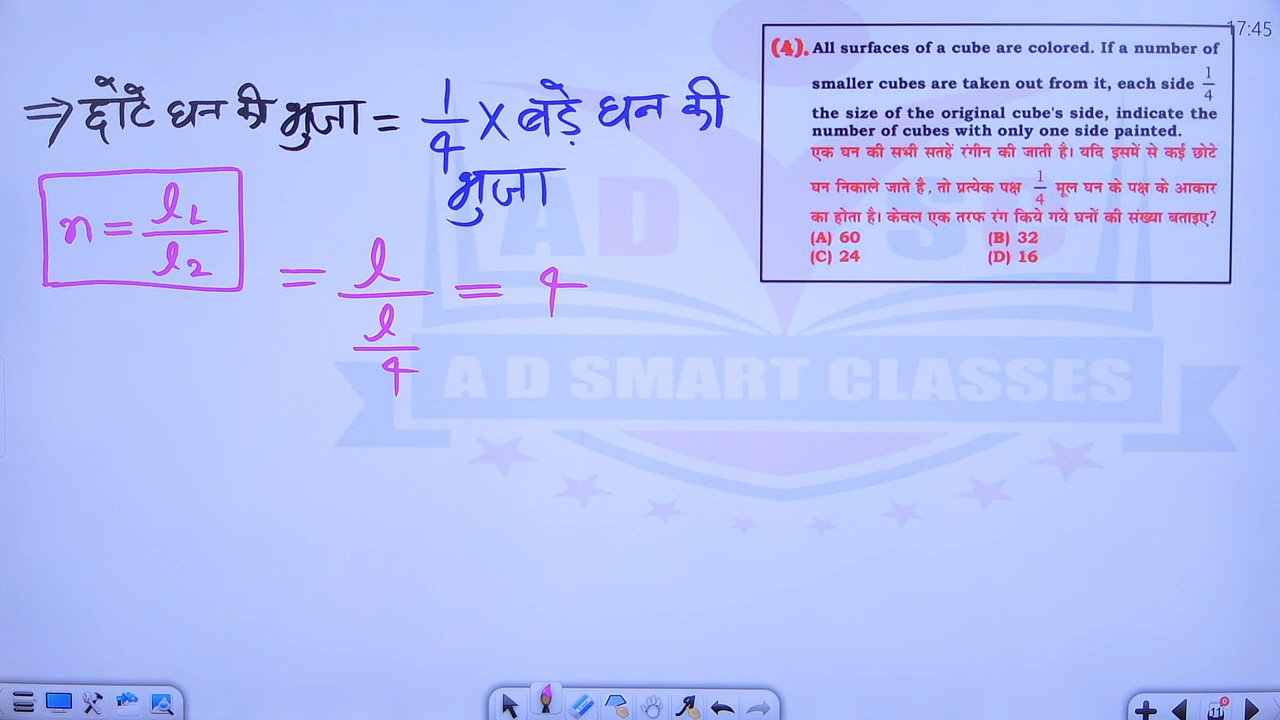 17:45
(4). All surfaces of a cube are colored. If a number of
smaller cubes are taken out from it, each side 1/4
the size of the original cube's side, indicate the
number of cubes with only one side painted.
एक घन की सभी सतहें रंगीन की जाती है। यदि इसमें से कई छोटे
घन निकाले जाते है, तो प्रत्येक पक्ष 1/4 मूल घन के पक्ष के आकार
का होता है। केवल एक तरफ रंग किये गये घनों की संख्या बताइए?
(A) 60 (B) 32
(C) 24 (D) 16
⇒ छोटे घन की भुजा = 1/4 × बड़े घन की
भुजा
n = l₁/l₂
= l/(l/4) = 4
A D S C
A D SMART CLASSES
11
0